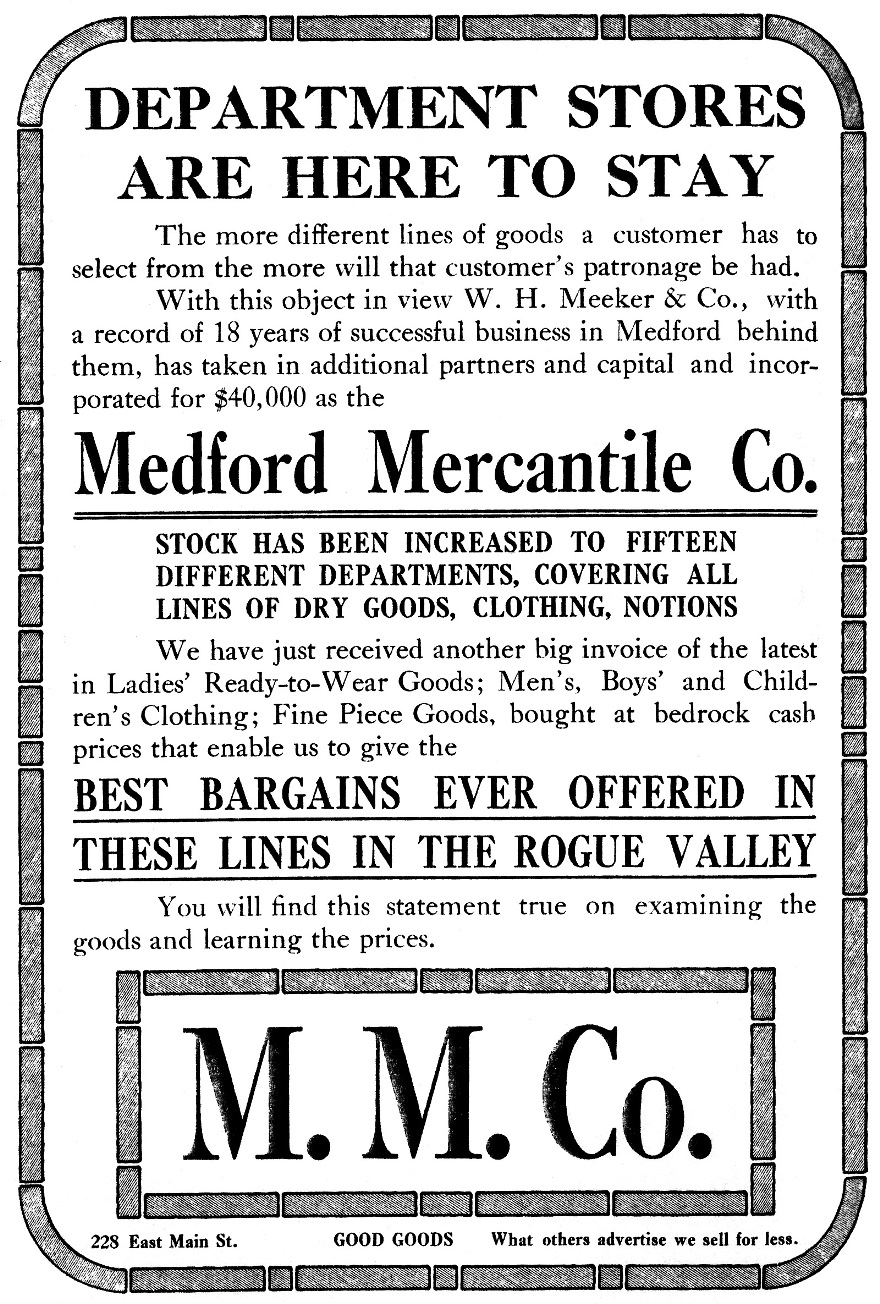 DEPARTMENT STORES
ARE HERE TO STAY
The more different lines of goods a customer has to
select from the more will that customer's patronage be had.
With this object in view W. H. Meeker & Co., with
a record of 18 years of successful business in Medford behind
them, has taken in additional partners and capital and incor-
porated for $40,000 as the
Medford Mercantile Co.
STOCK HAS BEEN INCREASED TO FIFTEEN
DIFFERENT DEPARTMENTS, COVERING ALL
LINES OF DRY GOODS, CLOTHING, NOTIONS
We have just received another big invoice of the latest
in Ladies' Ready-to-Wear Goods; Men's, Boys' and Child-
ren's Clothing; Fine Piece Goods, bought at bedrock cash
prices that enable us to give the
BEST BARGAINS EVER OFFERED IN
THESE LINES IN THE ROGUE VALLEY
You will find this statement true on examining the
goods and learning the prices.
M. M. Co.
228 East Main St. GOOD GOODS What others advertise we sell for less.